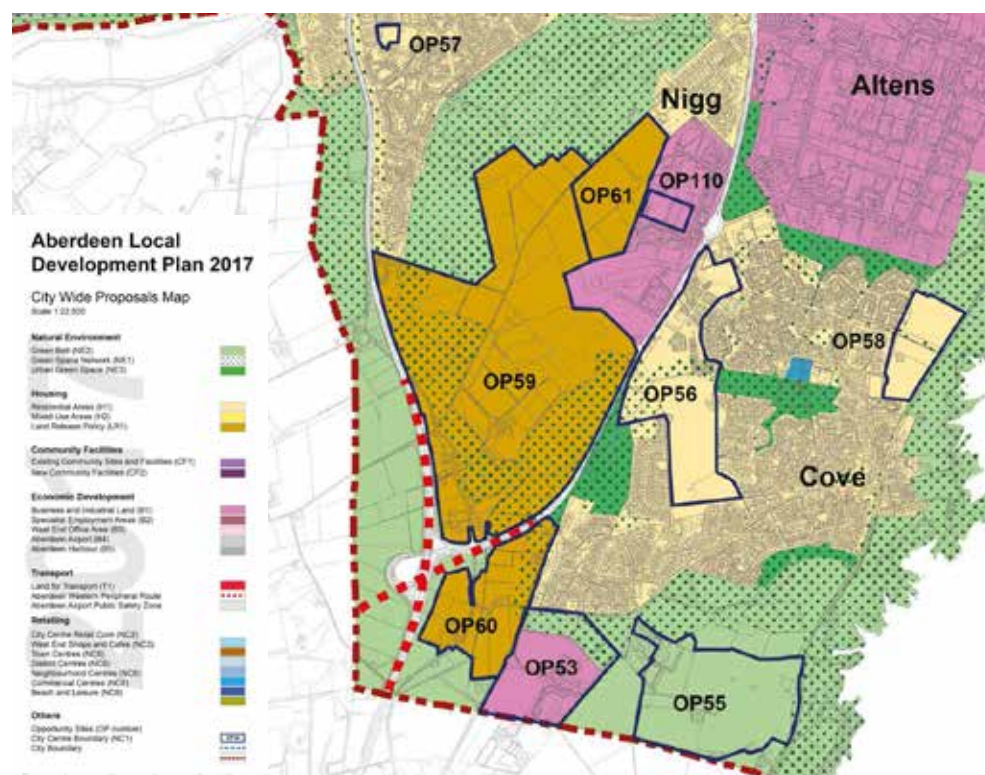 OP57
Nigg
Altens
OP61
OP110
OP59
OP56
OP58
Cove
OP60
OP53
OP55
Aberdeen Local
Development Plan 2017
City Wide Proposals Map
Scale 1:22,500
Natural Environment
Green Belt (NE2)
Green Space Network (NE1)
Urban Green Space (NE3)
Housing
Residential Areas (H1)
Mixed Use Areas (H2)
Land Release Policy (LR1)
Community Facilities
Existing Community Sites and Facilities (CF1)
New Community Facilities (CF2)
Economic Development
Business and Industrial Land (B1)
Specialist Employment Areas (B2)
West End Office Area (B3)
Aberdeen Airport (B4)
Aberdeen Harbour (B5)
Transport
Land for Transport (T1)
Aberdeen Western Peripheral Route
Aberdeen Airport Public Safety Zone
Retailing
City Centre Retail Core (NC2)
West End Shops and Cafes (NC3)
Town Centres (NC5)
District Centres (NC6)
Neighbourhood Centres (NC6)
Commercial Centres (NC8)
Beach and Leisure (NC9)
Others
Opportunity Sites (OP number)
City Centre Boundary (NC1)
City Boundary